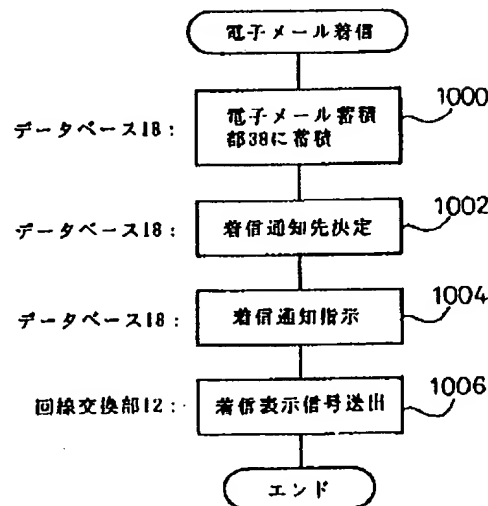 電子メール着信
データベース18：
電子メール蓄積
部38に蓄積
1000
データベース18：
着信通知先決定
1002
データベース18：
着信通知指示
1004
回線交換部12：
着信表示信号送出
1006
エンド